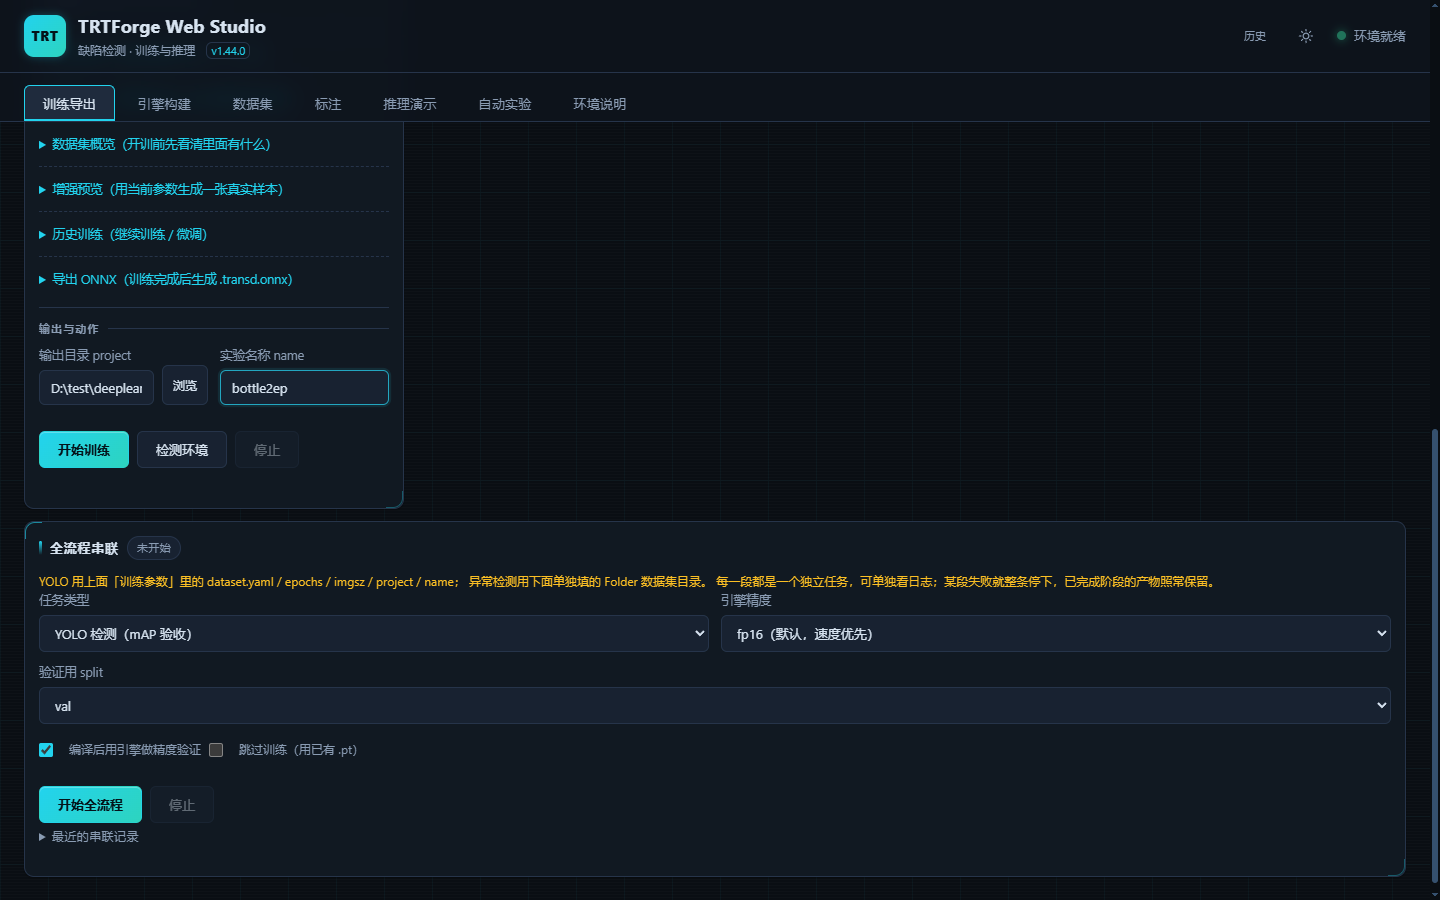 TRT
TRTForge Web Studio
缺陷检测 · 训练与推理 v1.44.0
历史
环境就绪
训练导出
引擎构建
数据集
标注
推理演示
自动实验
环境说明
▶ 数据集概览（开训前先看清里面有什么）
▶ 增强预览（用当前参数生成一张真实样本）
▶ 历史训练（继续训练 / 微调）
▶ 导出 ONNX（训练完成后生成 .transd.onnx）
输出与动作
输出目录 project
实验名称 name
D:\test\deeplear
浏览
bottle2ep
开始训练
检测环境
停止
全流程串联
未开始
YOLO 用上面「训练参数」里的 dataset.yaml / epochs / imgsz / project / name； 异常检测用下面单独填的 Folder 数据集目录。 每一段都是一个独立任务，可单独看日志；某段失败就整条停下，已完成阶段的产物照常保留。
任务类型
引擎精度
YOLO 检测（mAP 验收）
fp16（默认，速度优先）
验证用 split
val
编译后用引擎做精度验证
跳过训练（用已有 .pt）
开始全流程
停止
▶ 最近的串联记录